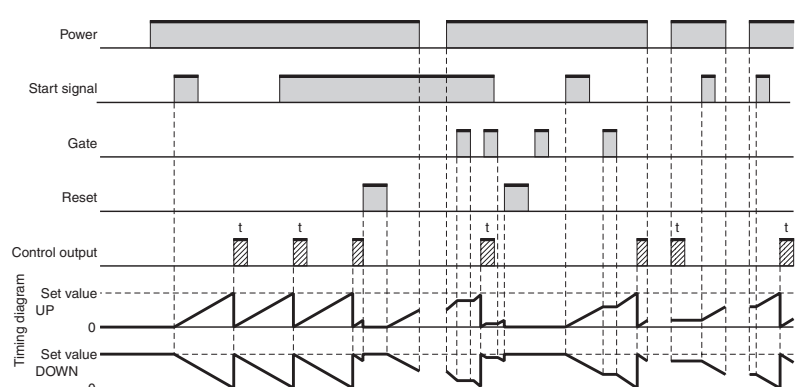 Power
Start signal
Gate
Reset
t
t
t
t
t
Control output
Timing diagram
Set value
UP
0
Set value
DOWN
0